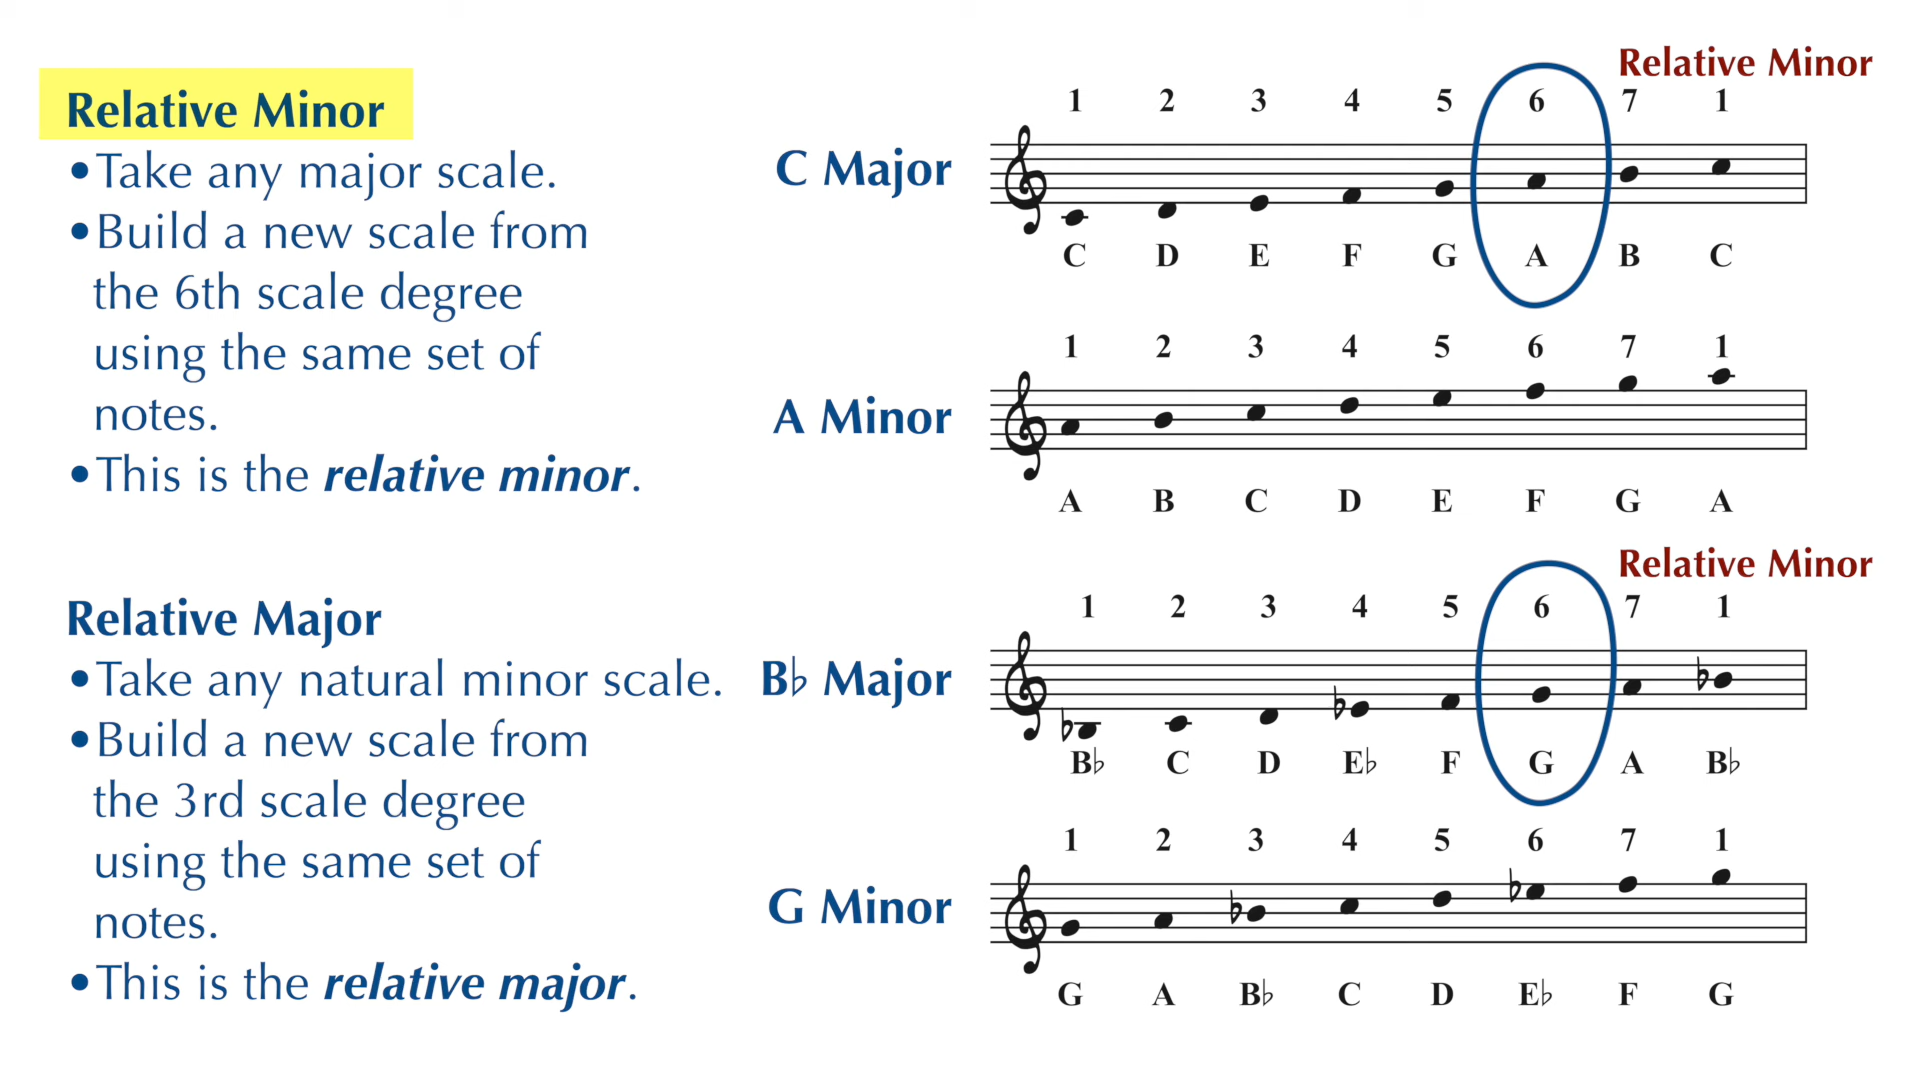 Relative Minor
•Take any major scale.
•Build a new scale from
the 6th scale degree
using the same set of
notes.
•This is the relative minor.
Relative Major
•Take any natural minor scale.
•Build a new scale from
the 3rd scale degree
using the same set of
notes.
•This is the relative major.
Relative Minor
1 2 3 4 5 6 7 1
C Major
C D E F G A B C
1 2 3 4 5 6 7 1
A Minor
A B C D E F G A
Relative Minor
1 2 3 4 5 6 7 1
B♭ Major
B♭ C D E♭ F G A B♭
1 2 3 4 5 6 7 1
G Minor
G A B♭ C D E♭ F G